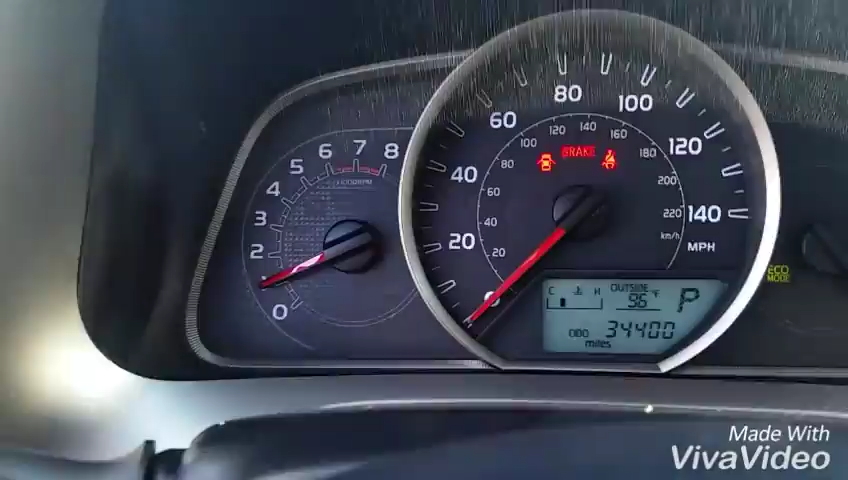 0
1
2
3
4
5
6
7
8
x1000RPM
0
20
40
60
80
100
120
140
MPH
20
40
60
80
100
120
140
160
180
200
220
km/h
BRAKE
C H
OUTSIDE
96 °F
P
ODO 34400
miles
ECO
MODE
Made With
VivaVideo